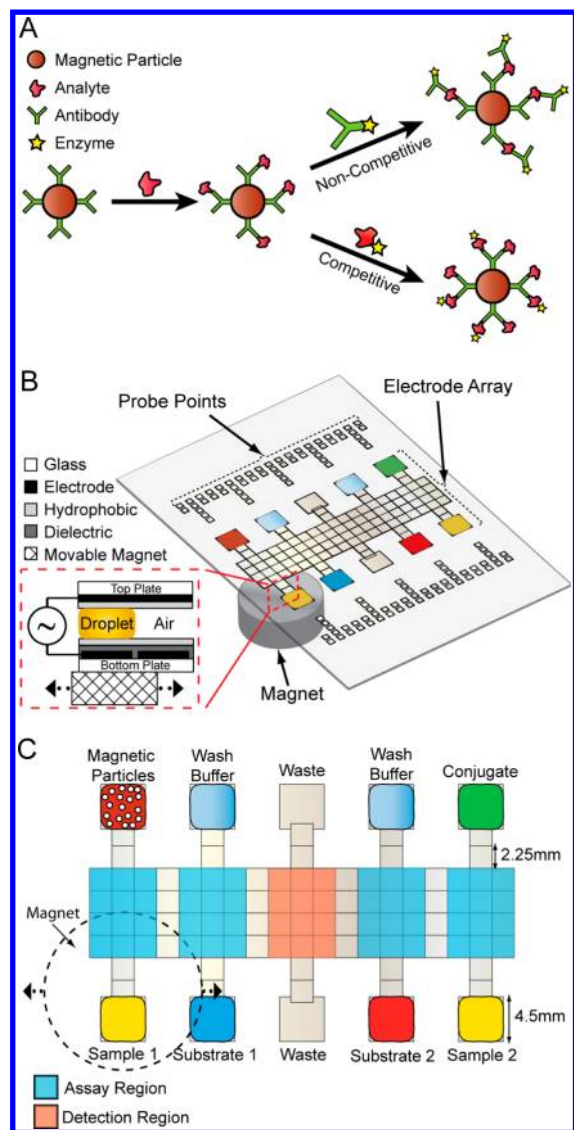 A
Magnetic Particle
Analyte
Antibody
Enzyme
Non-Competitive
Competitive
B
Electrode Array
Probe Points
Glass
Electrode
Hydrophobic
Dielectric
Movable Magnet
Top Plate
Droplet Air
Bottom Plate
~
Magnet
C
Magnetic
Particles
Wash
Buffer
Waste
Wash
Buffer
Conjugate
2.25mm
Magnet
4.5mm
Sample 1
Substrate 1
Waste
Substrate 2
Sample 2
Assay Region
Detection Region